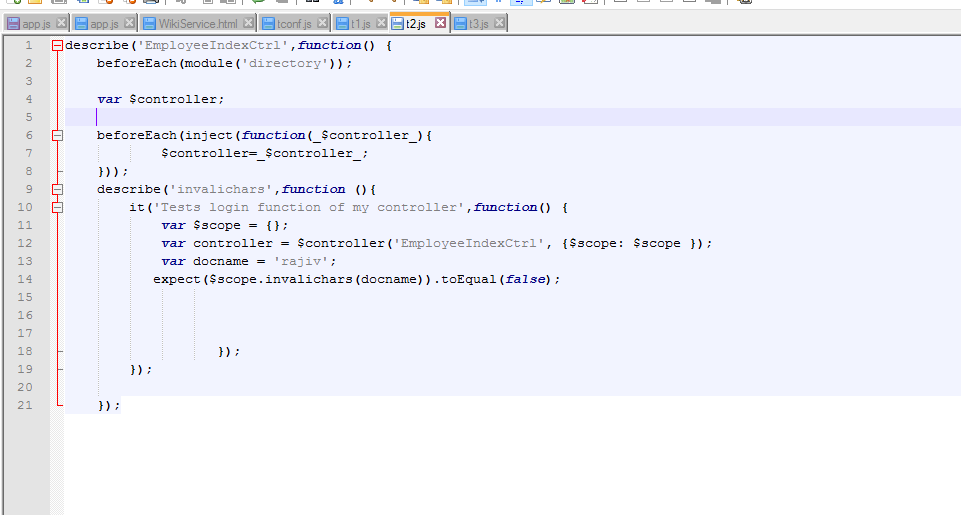 app.js app.js WikiService.html tconf.js t1.js t2.js t3.js
1 describe('EmployeeIndexCtrl',function() {
2 beforeEach(module('directory'));
3
4 var $controller;
5
6 beforeEach(inject(function(_$controller_){
7 $controller=_$controller_;
8 }));
9 describe('invalichars',function (){
10 it('Tests login function of my controller',function() {
11 var $scope = {};
12 var controller = $controller('EmployeeIndexCtrl', {$scope: $scope });
13 var docname = 'rajiv';
14 expect($scope.invalichars(docname)).toEqual(false);
15
16
17
18 });
19 });
20
21 });